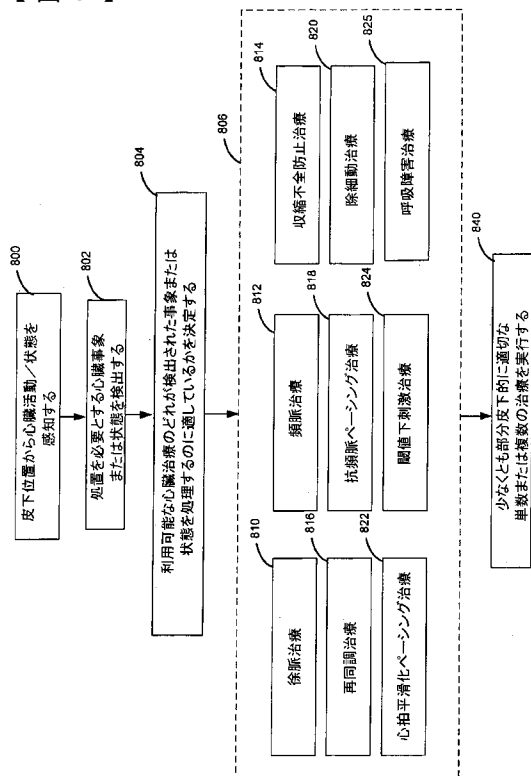 800
皮下位置から心臓活動／状態を
感知する
802
処置を必要とする心臓事象
または状態を検出する
804
利用可能な心臓治療のどれが検出された事象または
状態を処理するのに適しているかを決定する
806
810
徐脈治療
812
頻脈治療
814
収縮不全防止治療
816
再同調治療
818
抗頻脈ペーシング治療
820
除細動治療
822
心拍平滑化ペーシング治療
824
閾値下刺激治療
825
呼吸障害治療
840
少なくとも部分皮下的に適切な
単数または複数の治療を実行する